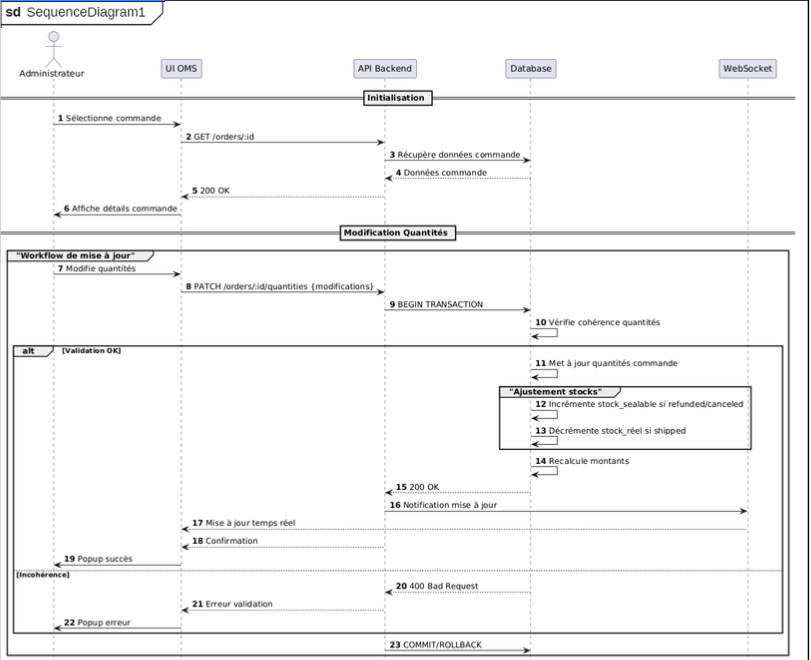 sd SequenceDiagram1
Administrateur
UI OMS
API Backend
Database
WebSocket
Initialisation
1 Sélectionne commande
2 GET /orders/:id
3 Récupère données commande
4 Données commande
5 200 OK
6 Affiche détails commande
Modification Quantités
"Workflow de mise à jour"
7 Modifie quantités
8 PATCH /orders/:id/quantities {modifications}
9 BEGIN TRANSACTION
10 Vérifie cohérence quantités
alt [Validation OK]
11 Met à jour quantités commande
"Ajustement stocks"
12 Incrémente stock_sealable si refunded/canceled
13 Décrémente stock_réel si shipped
14 Recalcule montants
15 200 OK
16 Notification mise à jour
17 Mise à jour temps réel
18 Confirmation
19 Popup succès
[Incohérence]
20 400 Bad Request
21 Erreur validation
22 Popup erreur
23 COMMIT/ROLLBACK